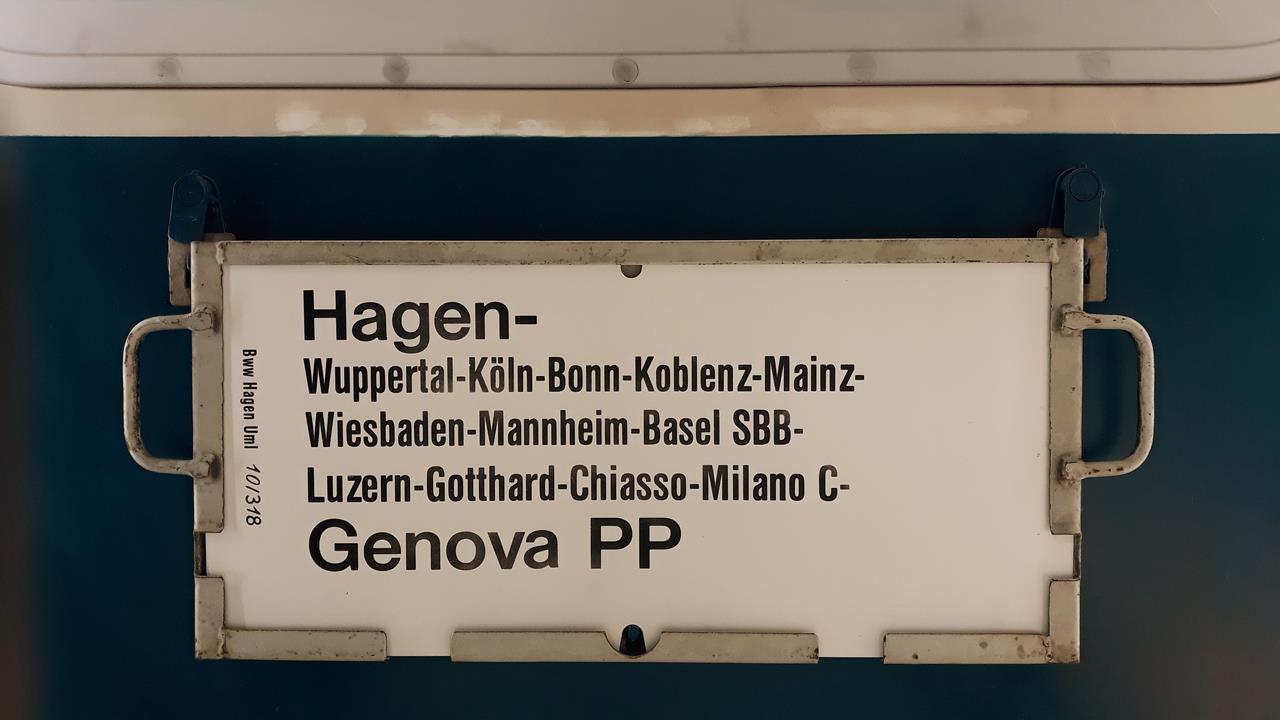 Hagen-
Wuppertal-Köln-Bonn-Koblenz-Mainz-
Wiesbaden-Mannheim-Basel SBB-
Luzern-Gotthard-Chiasso-Milano C-
Genova PP
Bww Hagen Uml 10/318